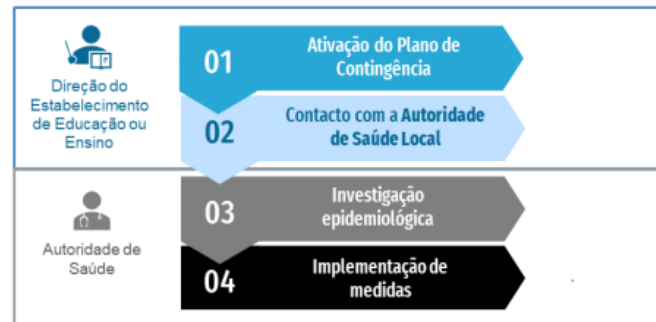 Direção do
Estabelecimento
de Educação ou
Ensino
01
Ativação do Plano de
Contingência
02
Contacto com a Autoridade
de Saúde Local
Autoridade de
Saúde
03
Investigação
epidemiológica
04
Implementação de
medidas